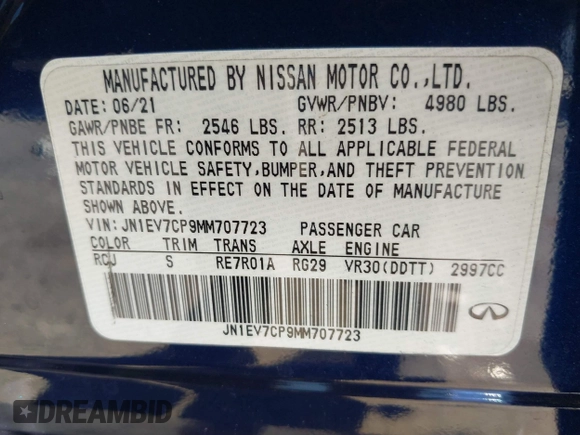 MANUFACTURED BY NISSAN MOTOR CO.,LTD.
DATE: 06/21 GVWR/PNBV: 4980 LBS.
GAWR/PNBE FR: 2546 LBS. RR: 2513 LBS.
THIS VEHICLE CONFORMS TO ALL APPLICABLE FEDERAL
MOTOR VEHICLE SAFETY,BUMPER,AND THEFT PREVENTION
STANDARDS IN EFFECT ON THE DATE OF MANUFACTURE
SHOWN ABOVE.
VIN: JN1EV7CP9MM707723 PASSENGER CAR
COLOR TRIM TRANS AXLE ENGINE
RCU S RE7R01A RG29 VR30(DDTT) 2997CC
JN1EV7CP9MM707723
DREAMBID